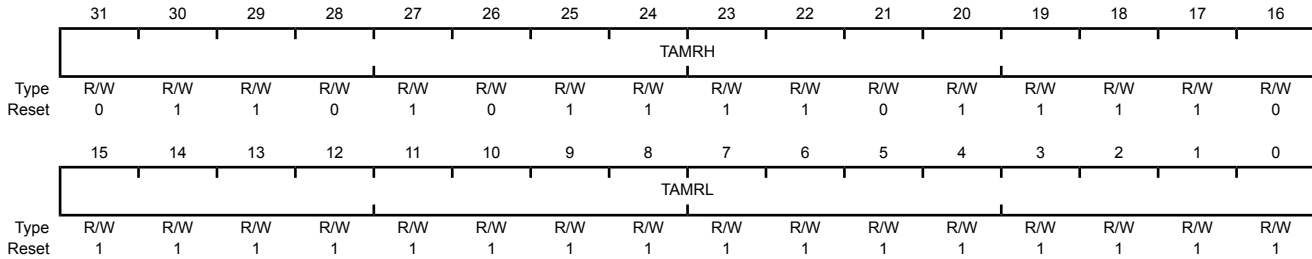 31 30 29 28 27 26 25 24 23 22 21 20 19 18 17 16
TAMRH
Type R/W R/W R/W R/W R/W R/W R/W R/W R/W R/W R/W R/W R/W R/W R/W R/W
Reset 0 1 1 0 1 0 1 1 1 1 0 1 1 1 1 0
15 14 13 12 11 10 9 8 7 6 5 4 3 2 1 0
TAMRL
Type R/W R/W R/W R/W R/W R/W R/W R/W R/W R/W R/W R/W R/W R/W R/W R/W
Reset 1 1 1 1 1 1 1 1 1 1 1 1 1 1 1 1